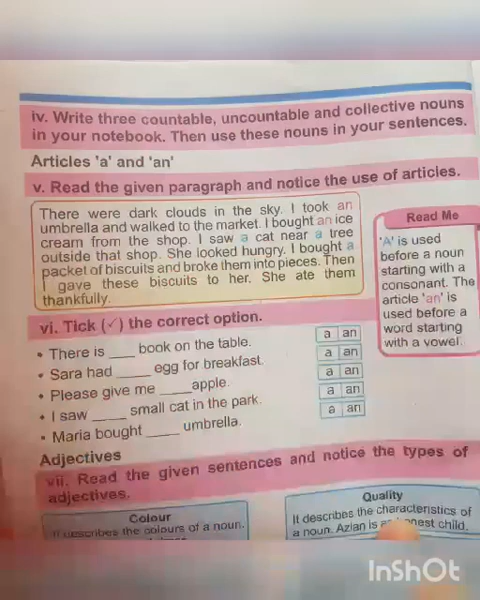 iv. Write three countable, uncountable and collective nouns
in your notebook. Then use these nouns in your sentences.
Articles 'a' and 'an'
v. Read the given paragraph and notice the use of articles.
There were dark clouds in the sky. I took an
umbrella and walked to the market. I bought an ice
cream from the shop. I saw a cat near a tree
outside that shop. She looked hungry. I bought a
packet of biscuits and broke them into pieces. Then
I gave these biscuits to her. She ate them
thankfully.
Read Me
'A' is used
before a noun
starting with a
consonant. The
article 'an' is
used before a
word starting
with a vowel.
vi. Tick (✓) the correct option.
• There is ____ book on the table. a an
• Sara had _____ egg for breakfast. a an
• Please give me _____ apple. a an
• I saw _____ small cat in the park. a an
• Maria bought _____ umbrella. a an
Adjectives
vii. Read the given sentences and notice the types of
adjectives.
Colour
It describes the colours of a noun.
Quality
It describes the characteristics of
a noun. Azlan is nest child.
InShOt